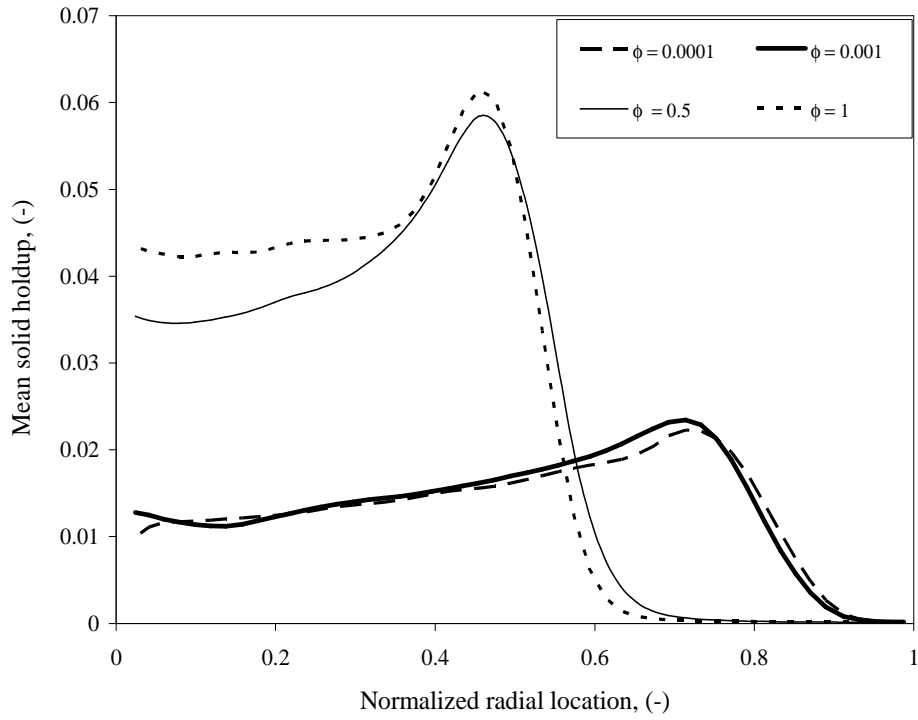 0.07
0.06
0.05
0.04
0.03
0.02
0.01
0
Mean solid holdup, (-)
ϕ = 0.0001
ϕ = 0.001
ϕ = 0.5
ϕ = 1
0 0.2 0.4 0.6 0.8 1
Normalized radial location, (-)